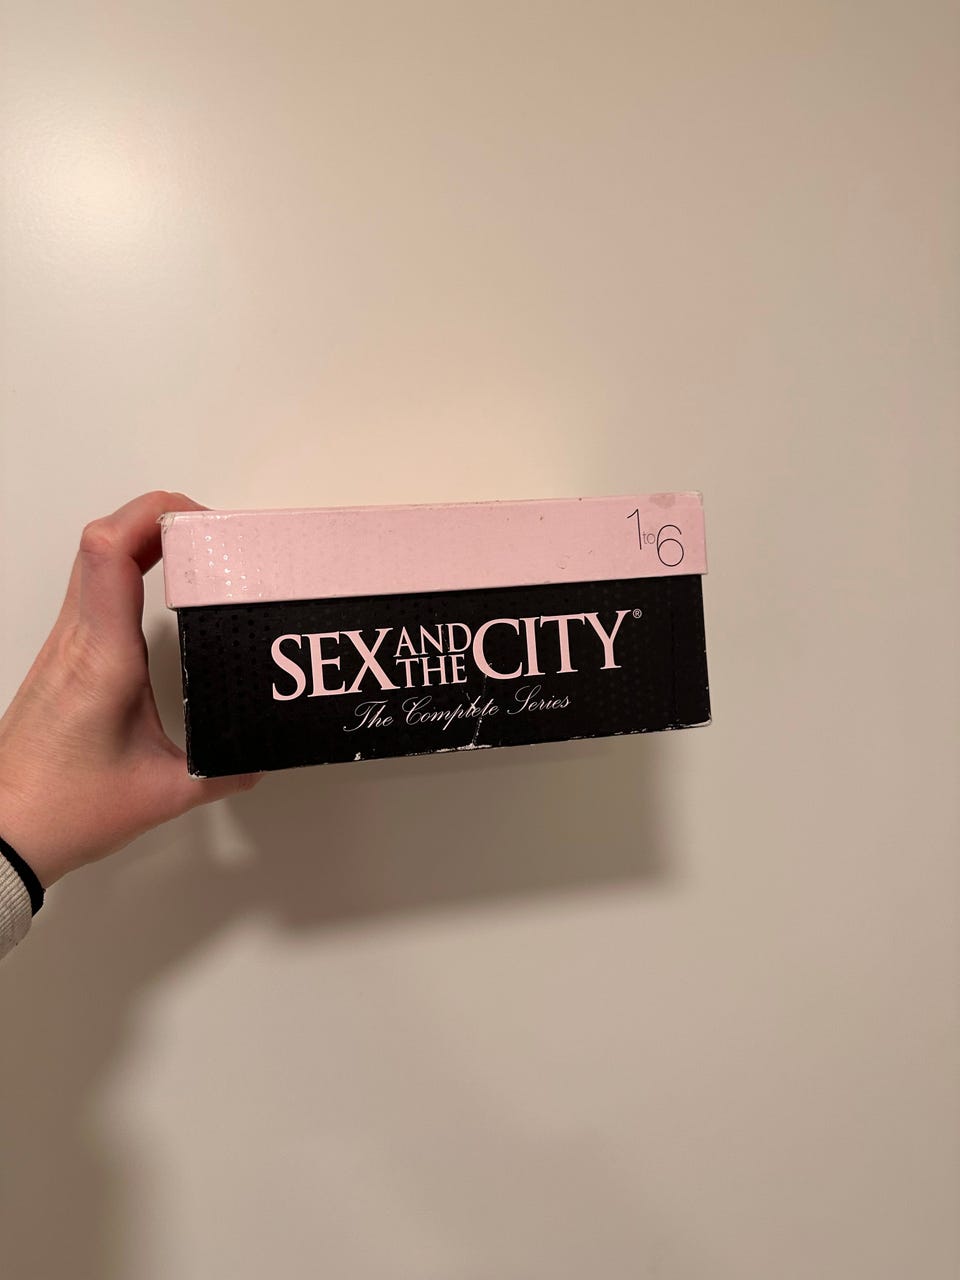 1 to 6
SEX AND THE CITY®
The Complete Series